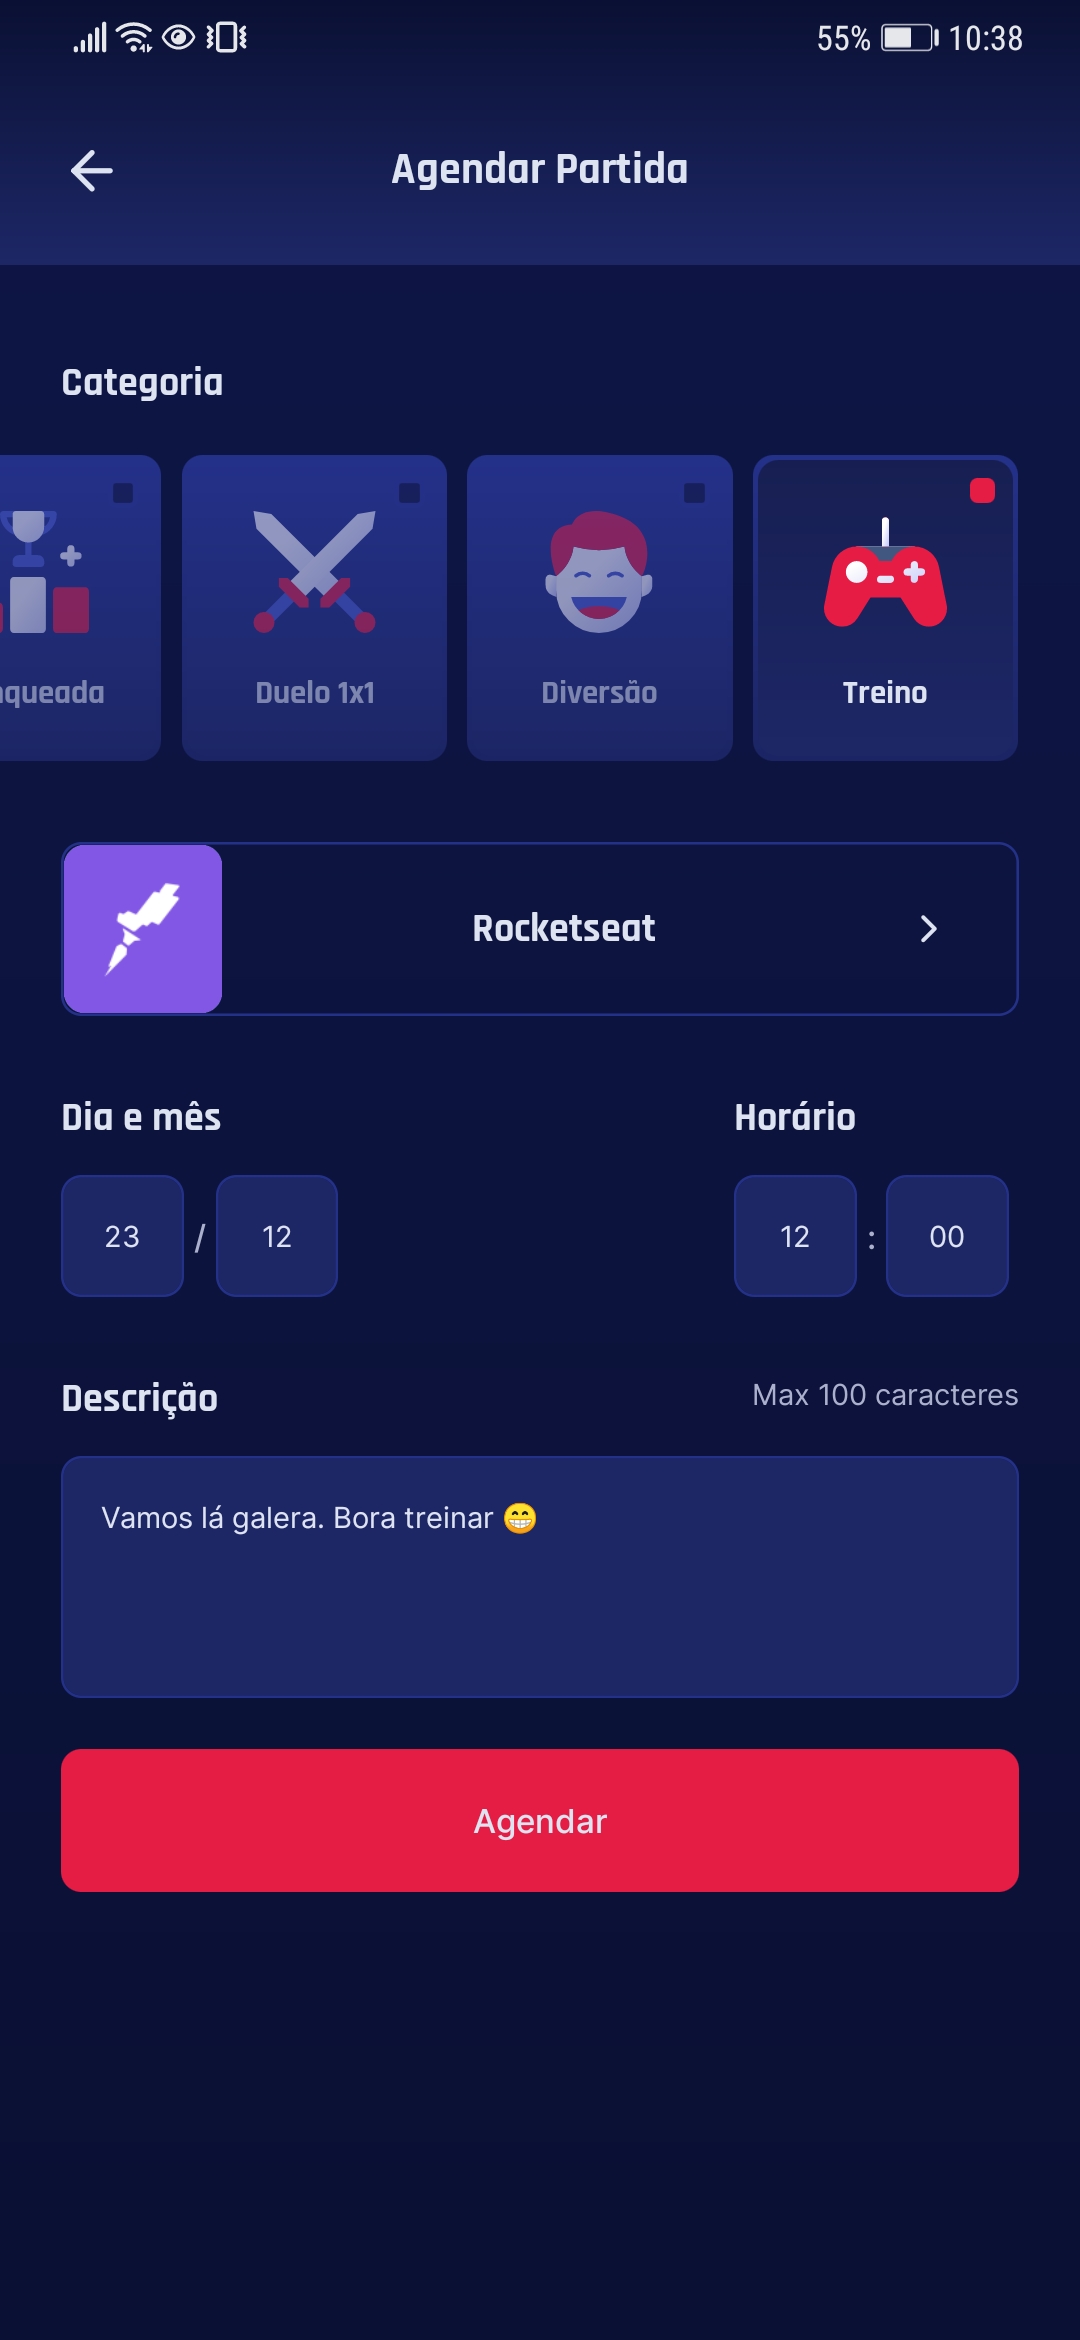 55% 10:38
Agendar Partida
Categoria
nqueada Duelo 1x1 Diversão Treino
Rocketseat
Dia e mês Horário
23 / 12 12 : 00
Descrição Max 100 caracteres
Vamos lá galera. Bora treinar 😁
Agendar